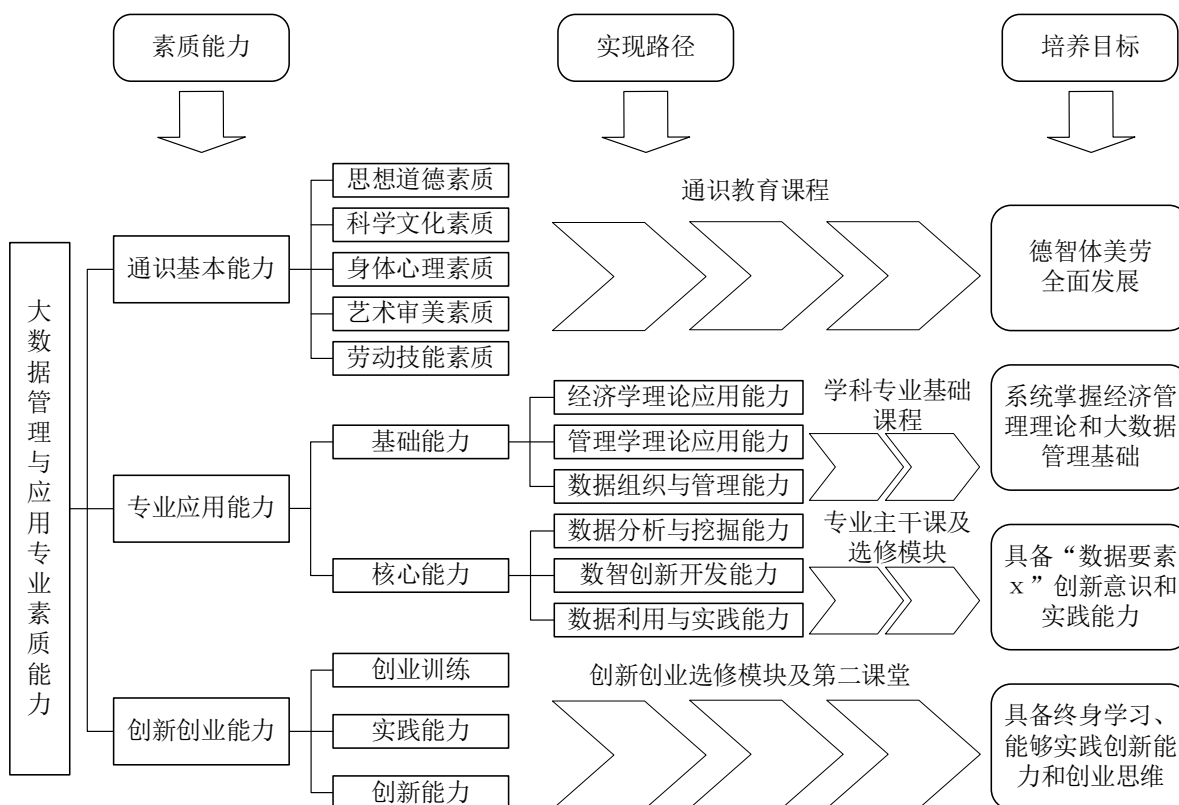 素质能力
实现路径
培养目标
大数据管理与应用专业素质能力
通识基本能力
思想道德素质
科学文化素质
身体心理素质
艺术审美素质
劳动技能素质
通识教育课程
德智体美劳
全面发展
专业应用能力
基础能力
经济学理论应用能力
管理学理论应用能力
数据组织与管理能力
学科专业基础
课程
系统掌握经济管
理理论和大数据
管理基础
核心能力
数据分析与挖掘能力
数智创新开发能力
数据利用与实践能力
专业主干课及
选修模块
具备“数据要素
x”创新意识和
实践能力
创新创业能力
创业训练
实践能力
创新能力
创新创业选修模块及第二课堂
具备终身学习、
能够实践创新能
力和创业思维